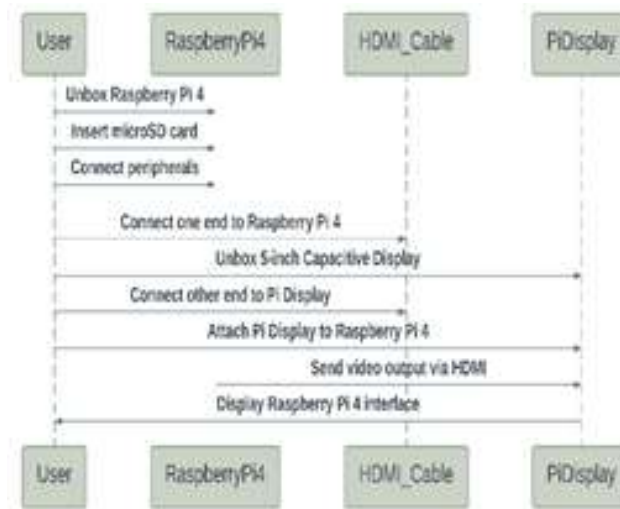 User RaspberryPi4 HDMI_Cable PiDisplay
Unbox Raspberry Pi 4
Insert microSD card
Connect peripherals
Connect one end to Raspberry Pi 4
Unbox 5-inch Capacitive Display
Connect other end to Pi Display
Attach Pi Display to Raspberry Pi 4
Send video output via HDMI
Display Raspberry Pi 4 interface
User RaspberryPi4 HDMI_Cable PiDisplay